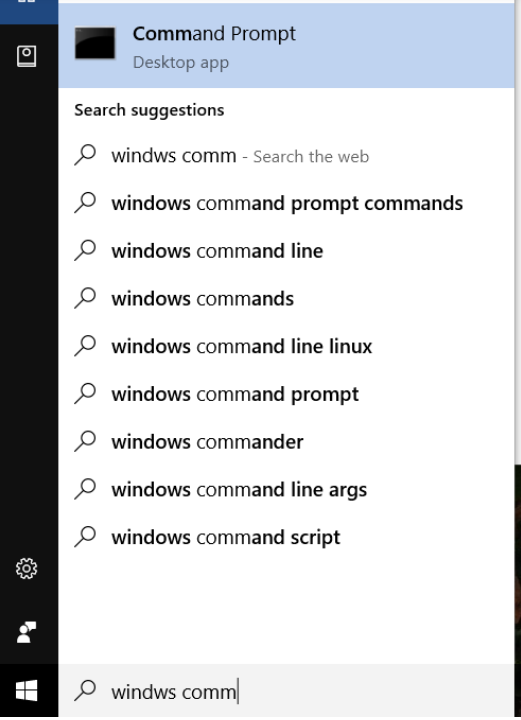 Command Prompt
Desktop app
Search suggestions
windws comm - Search the web
windows command prompt commands
windows command line
windows commands
windows command line linux
windows command prompt
windows commander
windows command line args
windows command script
windws comm